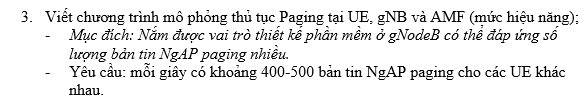 3. Viết chương trình mô phỏng thủ tục Paging tại UE, gNB và AMF (mức hiệu năng);
- Mục đích: Nắm được vai trò thiết kế phần mềm ở gNodeB có thể đáp ứng số
lượng bản tin NgAP paging nhiều.
- Yêu cầu: mỗi giây có khoảng 400-500 bản tin NgAP paging cho các UE khác
nhau.